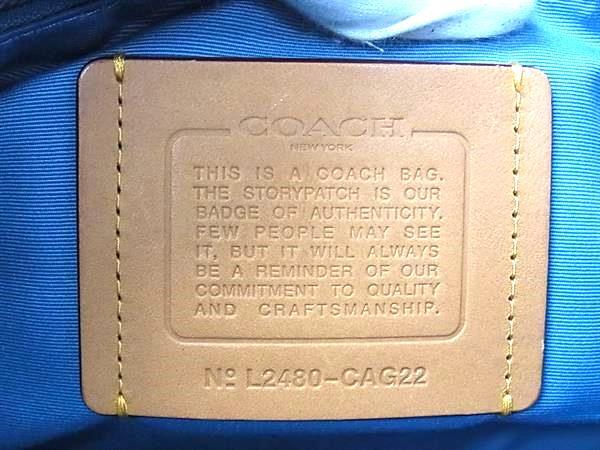 COACH
NEW YORK
THIS IS A COACH BAG.
THE STORYPATCH IS OUR
BADGE OF AUTHENTICITY.
FEW PEOPLE MAY SEE
IT, BUT IT WILL ALWAYS
BE A REMINDER OF OUR
COMMITMENT TO QUALITY
AND CRAFTSMANSHIP.
Nº L2480-CAG22